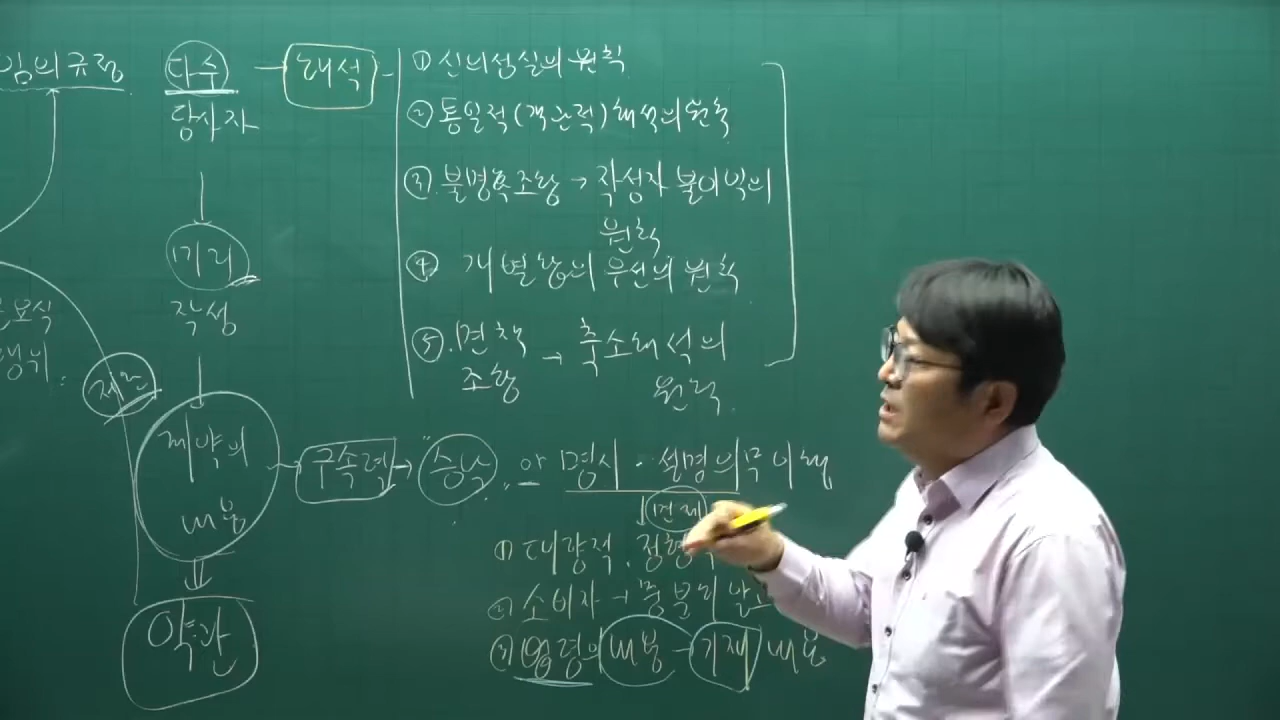 임의규정
다수
당사자
미리
작성
계약의
내용
약관
해석
① 신의성실의 원칙
② 통일적(객관적) 해석의 원칙
③ 불명확조항 → 작성자 불이익의
원칙
④ 개별약정 우선의 원칙
⑤ 면책 → 축소해석의
조항
원칙
구속력 → "승낙", or 명시·설명의무 이행
면제
① 대량적, 정형
② 소비자 → 충분히 알고
③ 법령의 내용 - 기재 내용